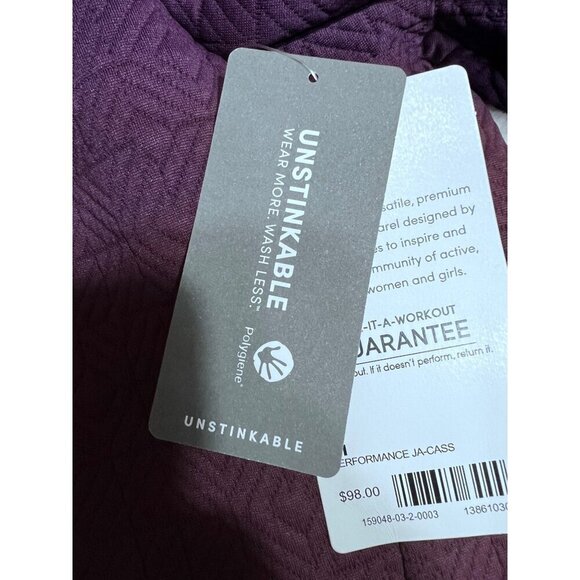 UNSTINKABLE
WEAR MORE. WASH LESS.™
Polygiene®
UNSTINKABLE
satile, premium
arel designed by
es to inspire and
mmunity of active,
women and girls.
-IT-A-WORKOUT
ARANTEE
out. If it doesn't perform, return it.
ERFORMANCE JA-CASS
$98.00
159048-03-2-0003
1386103